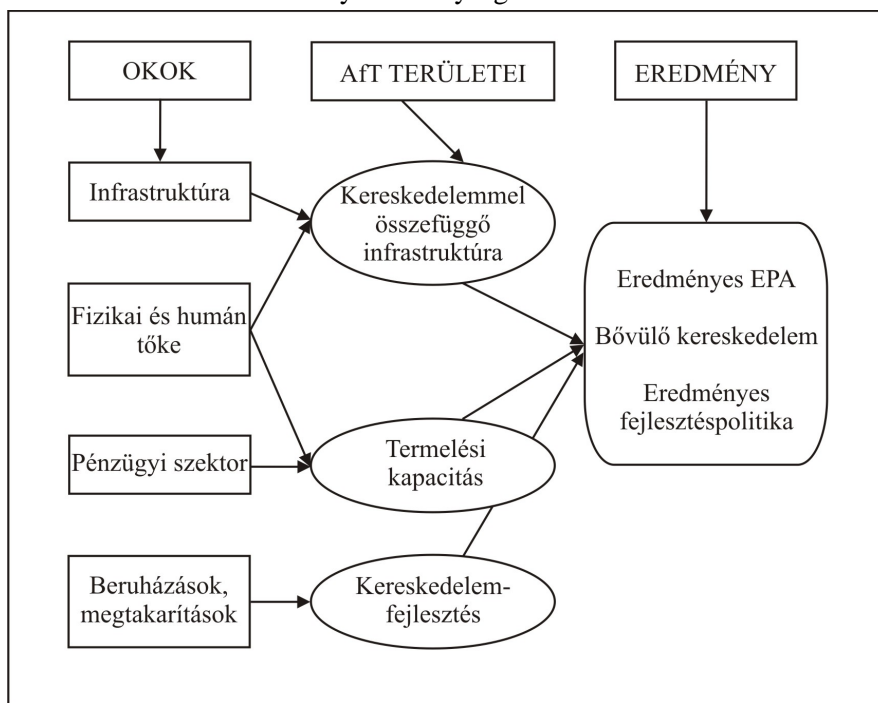 OKOK
AfT TERÜLETEI
EREDMÉNY
Infrastruktúra
Kereskedelemmel
összefüggő
infrastruktúra
Fizikai és humán
tőke
Eredményes EPA
Bővülő kereskedelem
Eredményes
fejlesztéspolitika
Pénzügyi szektor
Termelési
kapacitás
Beruházások,
megtakarítások
Kereskedelem-
fejlesztés